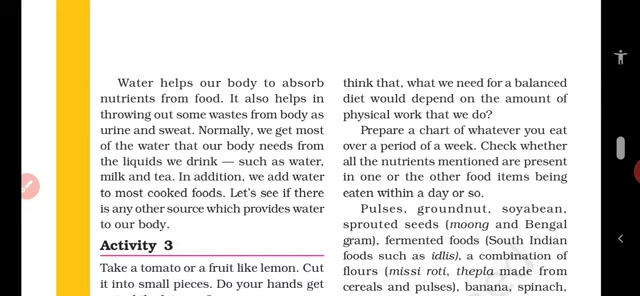 Water helps our body to absorb
nutrients from food. It also helps in
throwing out some wastes from body as
urine and sweat. Normally, we get most
of the water that our body needs from
the liquids we drink — such as water,
milk and tea. In addition, we add water
to most cooked foods. Let's see if there
is any other source which provides water
to our body.
Activity 3
Take a tomato or a fruit like lemon. Cut
it into small pieces. Do your hands get
think that, what we need for a balanced
diet would depend on the amount of
physical work that we do?
Prepare a chart of whatever you eat
over a period of a week. Check whether
all the nutrients mentioned are present
in one or the other food items being
eaten within a day or so.
Pulses, groundnut, soyabean,
sprouted seeds (moong and Bengal
gram), fermented foods (South Indian
foods such as idlis), a combination of
flours (missi roti, thepla made from
cereals and pulses), banana, spinach,